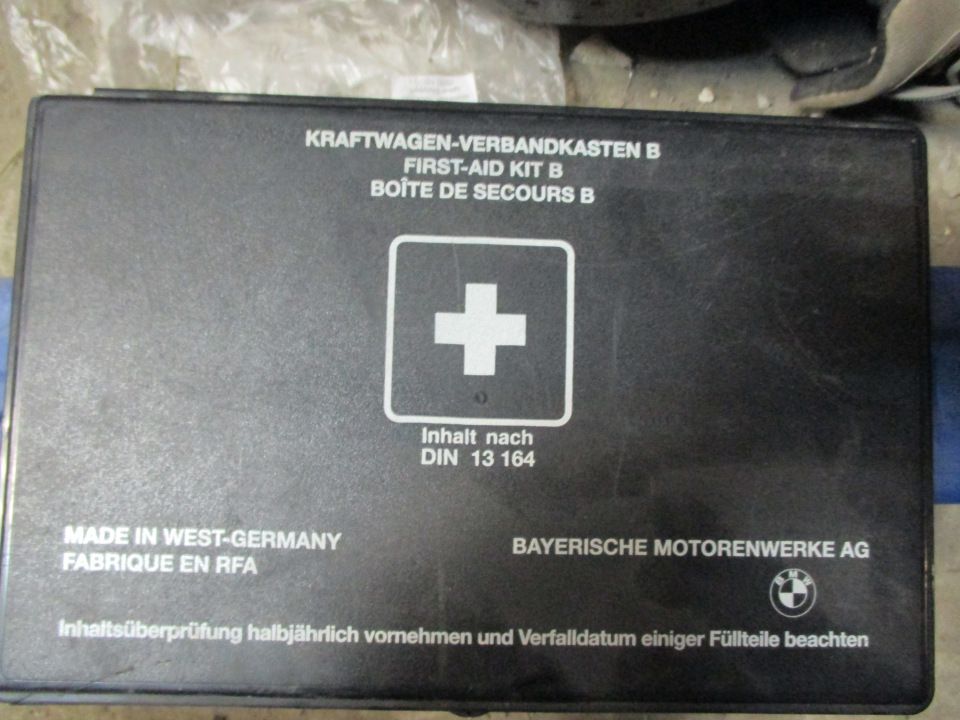 KRAFTWAGEN-VERBANDKASTEN B
FIRST-AID KIT B
BOÎTE DE SECOURS B
Inhalt nach
DIN 13 164
MADE IN WEST-GERMANY
FABRIQUE EN RFA
BAYERISCHE MOTORENWERKE AG
BMW
Inhaltsüberprüfung halbjährlich vornehmen und Verfalldatum einiger Füllteile beachten